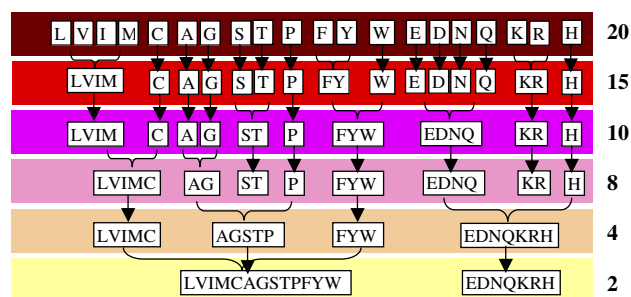 L V I M C A G S T P F Y W E D N Q K R H 20
LVIM C A G S T P FY W E D N Q KR H 15
LVIM C A G ST P FYW EDNQ KR H 10
LVIMC AG ST P FYW EDNQ KR H 8
LVIMC AGSTP FYW EDNQKRH 4
LVIMCAGSTPFYW EDNQKRH 2